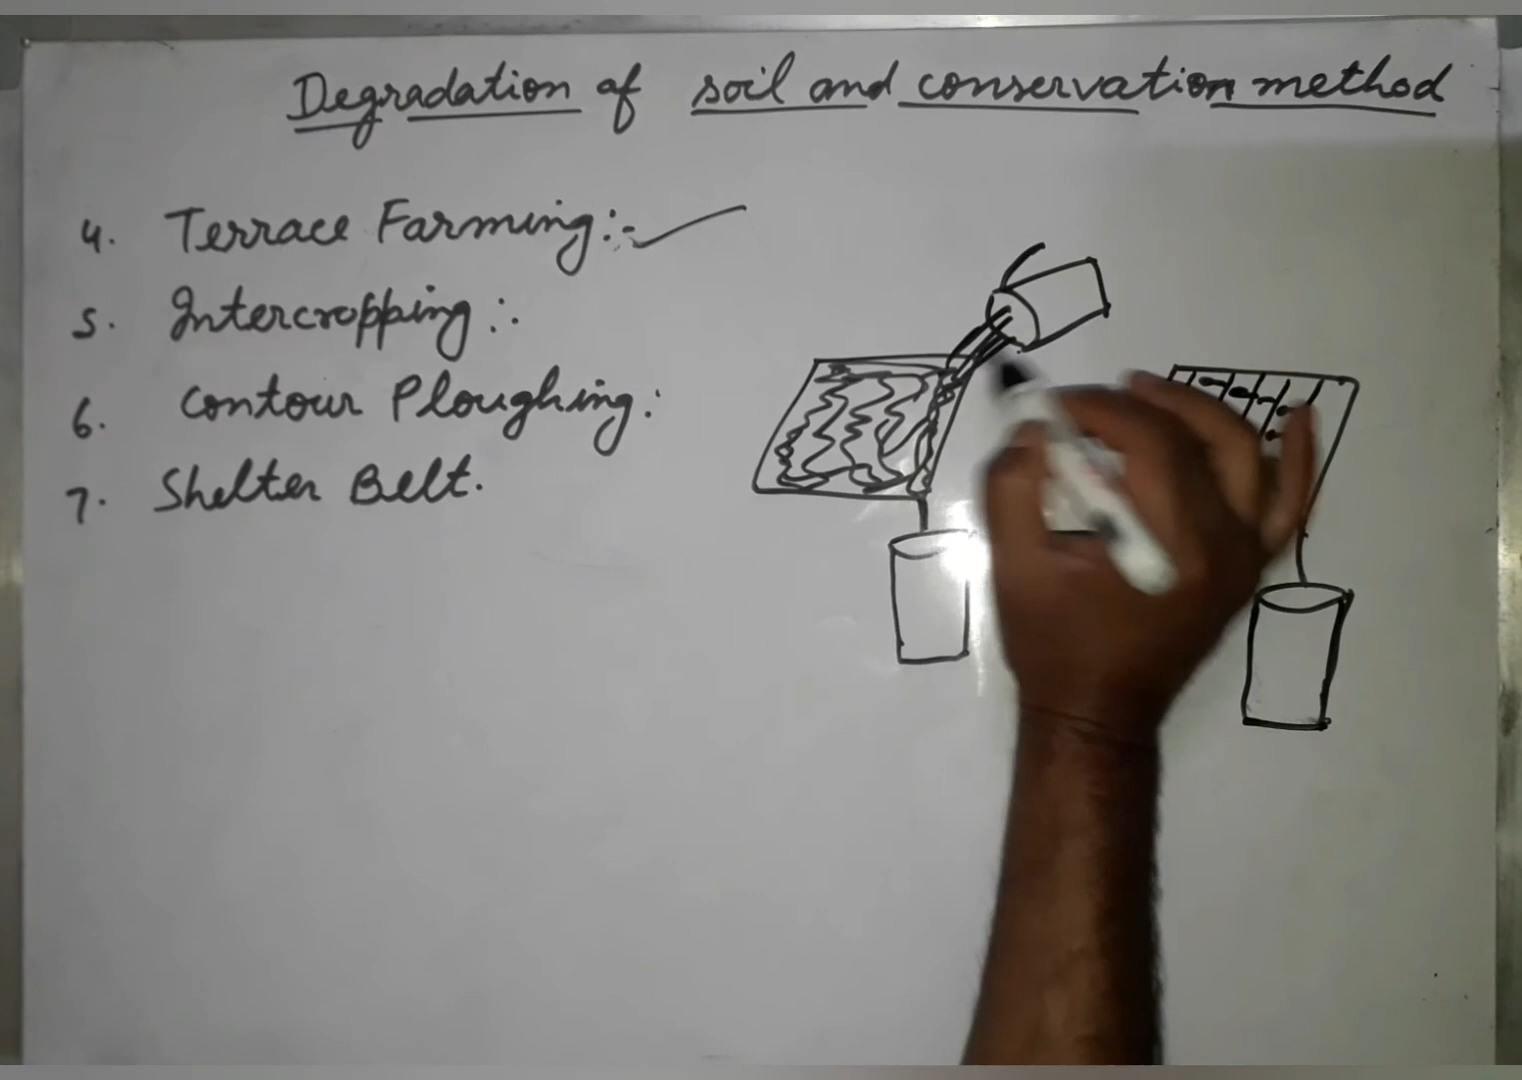 Degradation of soil and conservation method
4. Terrace Farming:-
5. Intercropping :.
6. Contour Ploughing:
7. Shelter Belt.